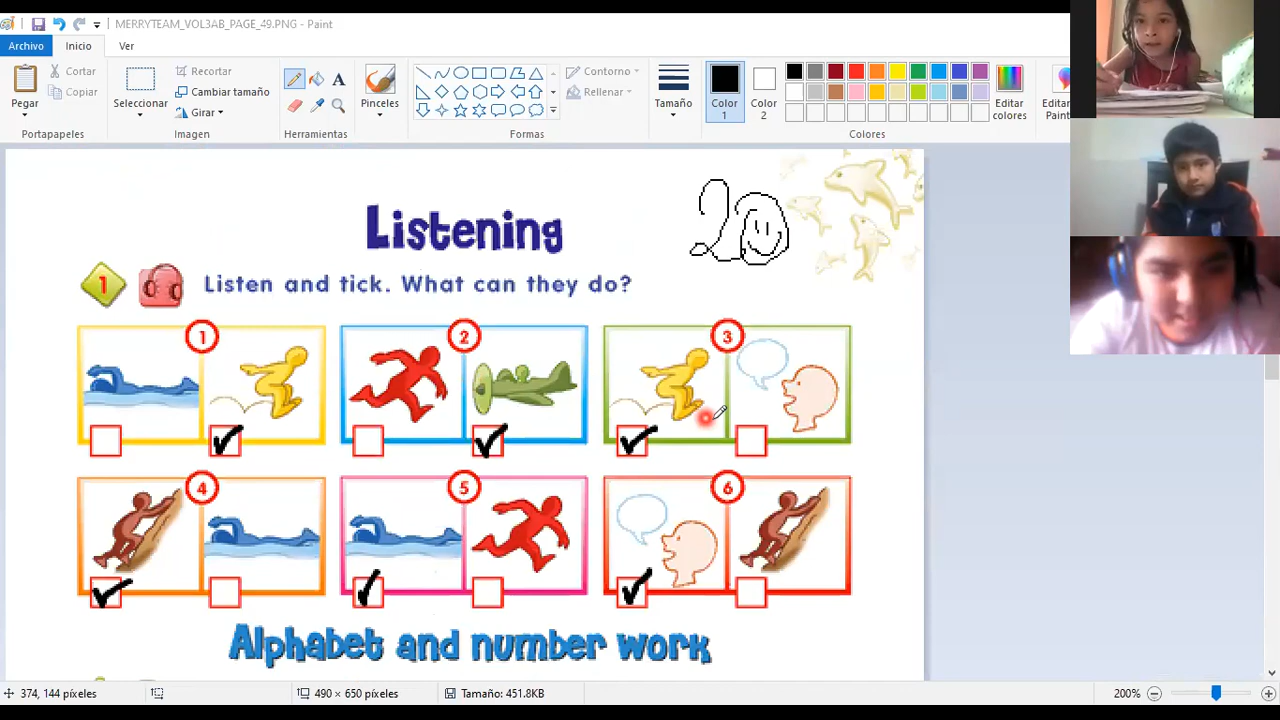 MERRYTEAM_VOL3AB_PAGE_49.PNG - Paint
Archivo Inicio Ver
Pegar
Cortar
Copiar
Portapapeles
Seleccionar
Cambiar tamaño
Girar
Imagen
A
Herramientas
Pinceles
Contorno
Rellenar
Formas
Tamaño
Color 1
Color 2
Editar colores
Colores
20
Listening
1 Listen and tick. What can they do?
1 2 3
4 5 6
Alphabet and number work
374, 144 píxeles
490 × 650 píxeles
Tamaño: 451.8KB
200%